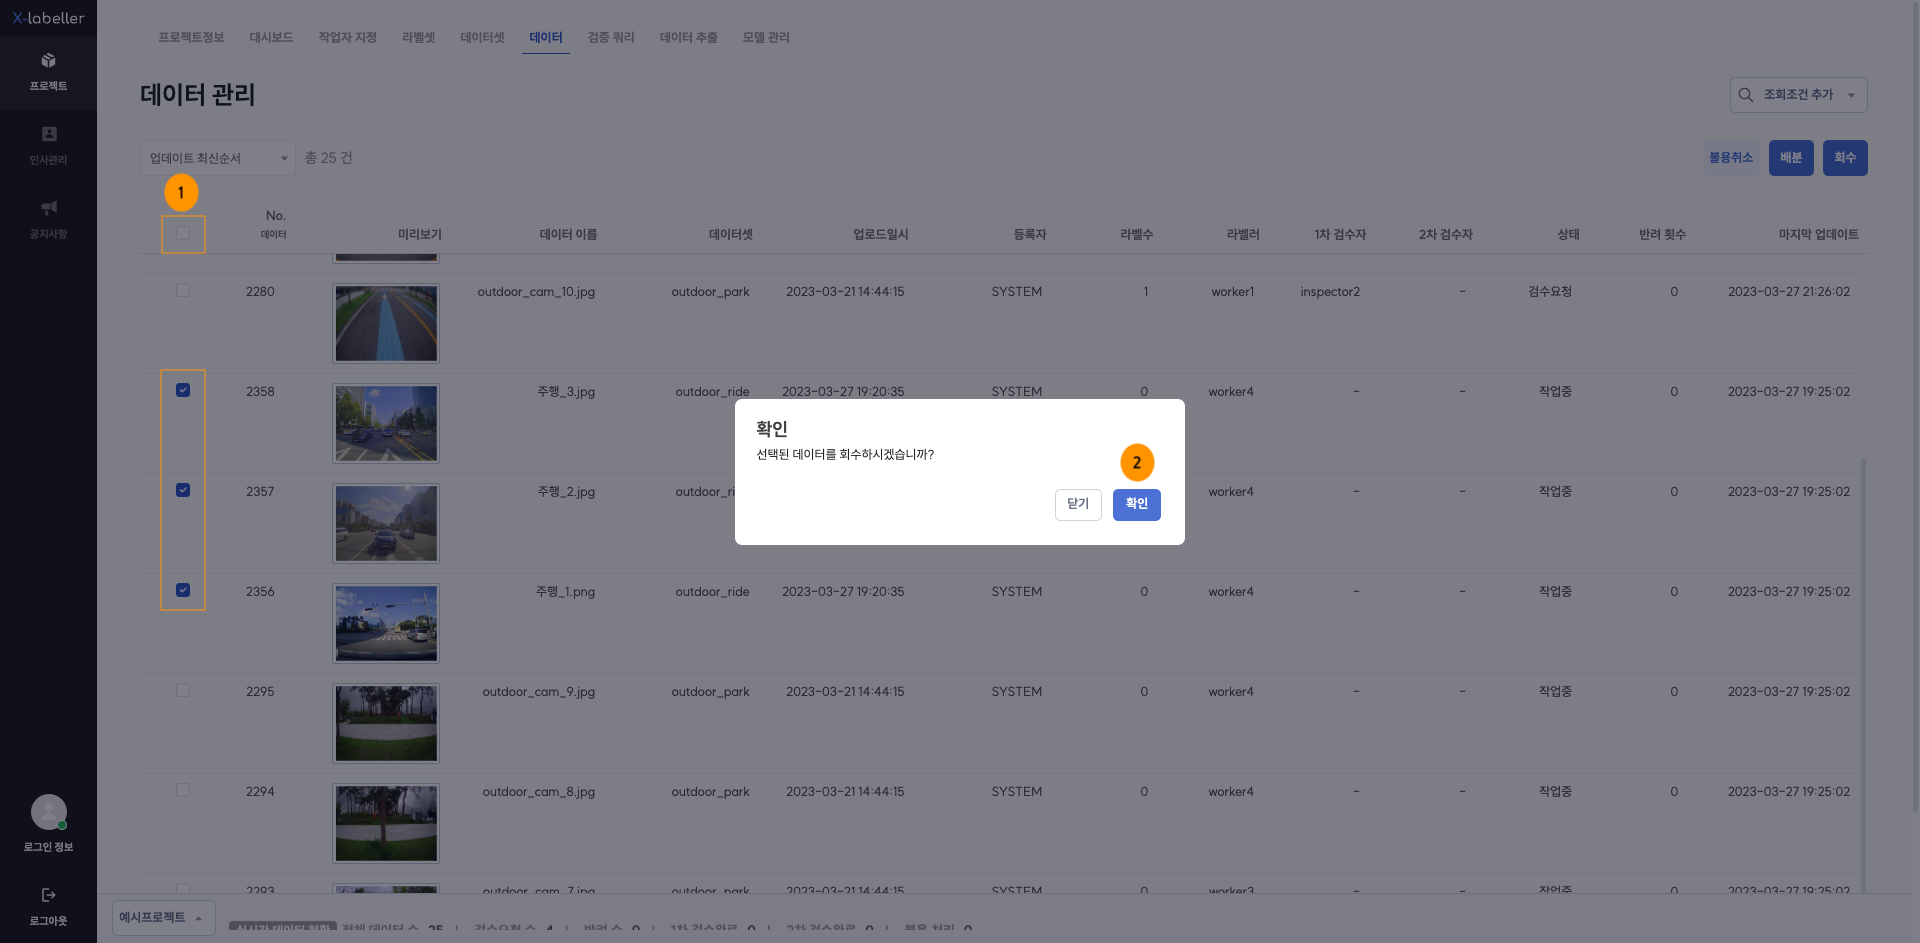 X-labeller
프로젝트
인사관리
공지사항
로그인 정보
로그아웃
프로젝트정보 대시보드 작업자 지정 라벨셋 데이터셋 데이터 검증 쿼리 데이터 추출 모델 관리
데이터 관리
조회조건 추가
업데이트 최신순서 총 25 건
불용취소 배분 회수
1
No.
데이터 미리보기 데이터 이름 데이터셋 업로드일시 등록자 라벨수 라벨러 1차 검수자 2차 검수자 상태 반려 횟수 마지막 업데이트
2280 outdoor_cam_10.jpg outdoor_park 2023-03-21 14:44:15 SYSTEM 1 worker1 inspector2 - 검수요청 0 2023-03-27 21:26:02
2358 주행_3.jpg outdoor_ride 2023-03-27 19:20:35 SYSTEM 0 worker4 - - 작업중 0 2023-03-27 19:25:02
2357 주행_2.jpg outdoor_ri worker4 - - 작업중 0 2023-03-27 19:25:02
2356 주행_1.png outdoor_ride 2023-03-27 19:20:35 SYSTEM 0 worker4 - - 작업중 0 2023-03-27 19:25:02
2295 outdoor_cam_9.jpg outdoor_park 2023-03-21 14:44:15 SYSTEM 0 worker4 - - 작업중 0 2023-03-27 19:25:02
2294 outdoor_cam_8.jpg outdoor_park 2023-03-21 14:44:15 SYSTEM 0 worker4 - - 작업중 0 2023-03-27 19:25:02
2293 outdoor_cam_7.jpg outdoor_park 2023-03-21 14:44:15 SYSTEM 0 worker3 - - 작업중 0 2023-03-27 19:25:02
확인
선택된 데이터를 회수하시겠습니까?
2
닫기 확인
예시프로젝트
실시간 데이터 현황 전체 데이터 수 25 | 검수요청 수 4 | 반려 수 0 | 1차 검수완료 0 | 2차 검수완료 0 | 불용 처리 0